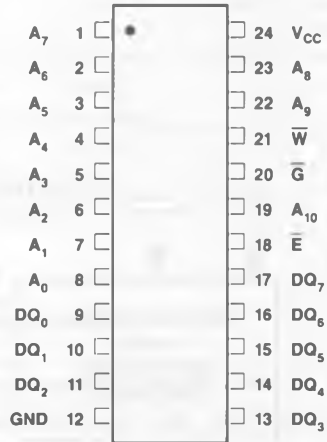 A7 1 24 VCC
A6 2 23 A8
A5 3 22 A9
A4 4 21 W̅
A3 5 20 G̅
A2 6 19 A10
A1 7 18 E̅
A0 8 17 DQ7
DQ0 9 16 DQ6
DQ1 10 15 DQ5
DQ2 11 14 DQ4
GND 12 13 DQ3